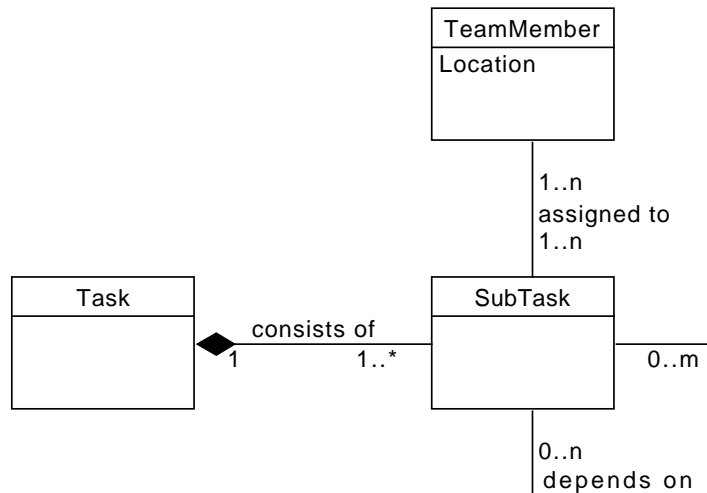 TeamMember
Location
1..n
assigned to
1..n
Task
SubTask
consists of
1
1..*
0..m
0..n
depends on